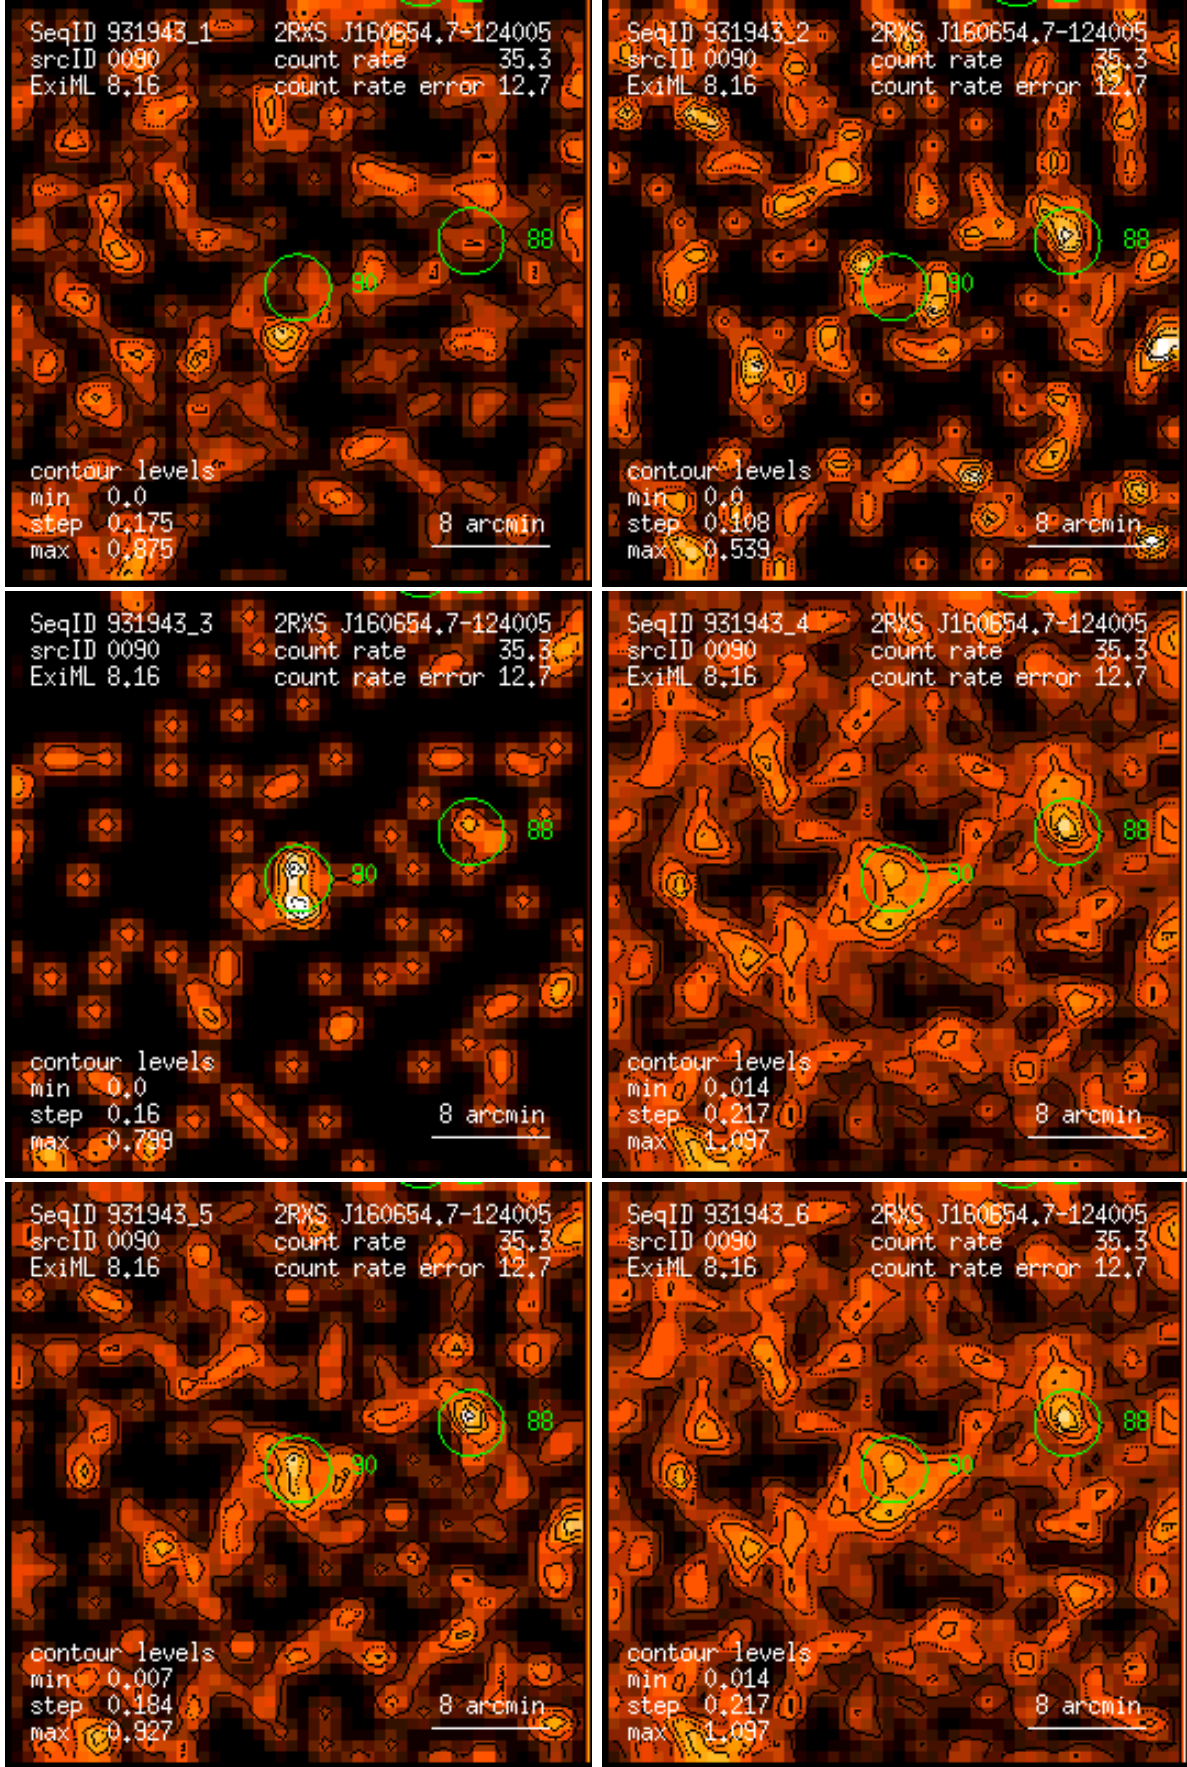 SeqID 931943_1 2RXS J160654.7-124005
srcID 0090 count rate 35.3
ExiML 8.16 count rate error 12.7
88
90
contour levels
min 0.0
step 0.175 8 arcmin
max 0.875
SeqID 931943_2 2RXS J160654.7-124005
srcID 0090 count rate 35.3
ExiML 8.16 count rate error 12.7
88
90
contour levels
min 0.0
step 0.108 8 arcmin
max 0.539
SeqID 931943_3 2RXS J160654.7-124005
srcID 0090 count rate 35.3
ExiML 8.16 count rate error 12.7
88
90
contour levels
min 0.0
step 0.16 8 arcmin
max 0.799
SeqID 931943_4 2RXS J160654.7-124005
srcID 0090 count rate 35.3
ExiML 8.16 count rate error 12.7
88
90
contour levels
min 0.014
step 0.217 8 arcmin
max 1.097
SeqID 931943_5 2RXS J160654.7-124005
srcID 0090 count rate 35.3
ExiML 8.16 count rate error 12.7
88
90
contour levels
min 0.007
step 0.184 8 arcmin
max 0.927
SeqID 931943_6 2RXS J160654.7-124005
srcID 0090 count rate 35.3
ExiML 8.16 count rate error 12.7
88
90
contour levels
min 0.014
step 0.217 8 arcmin
max 1.097